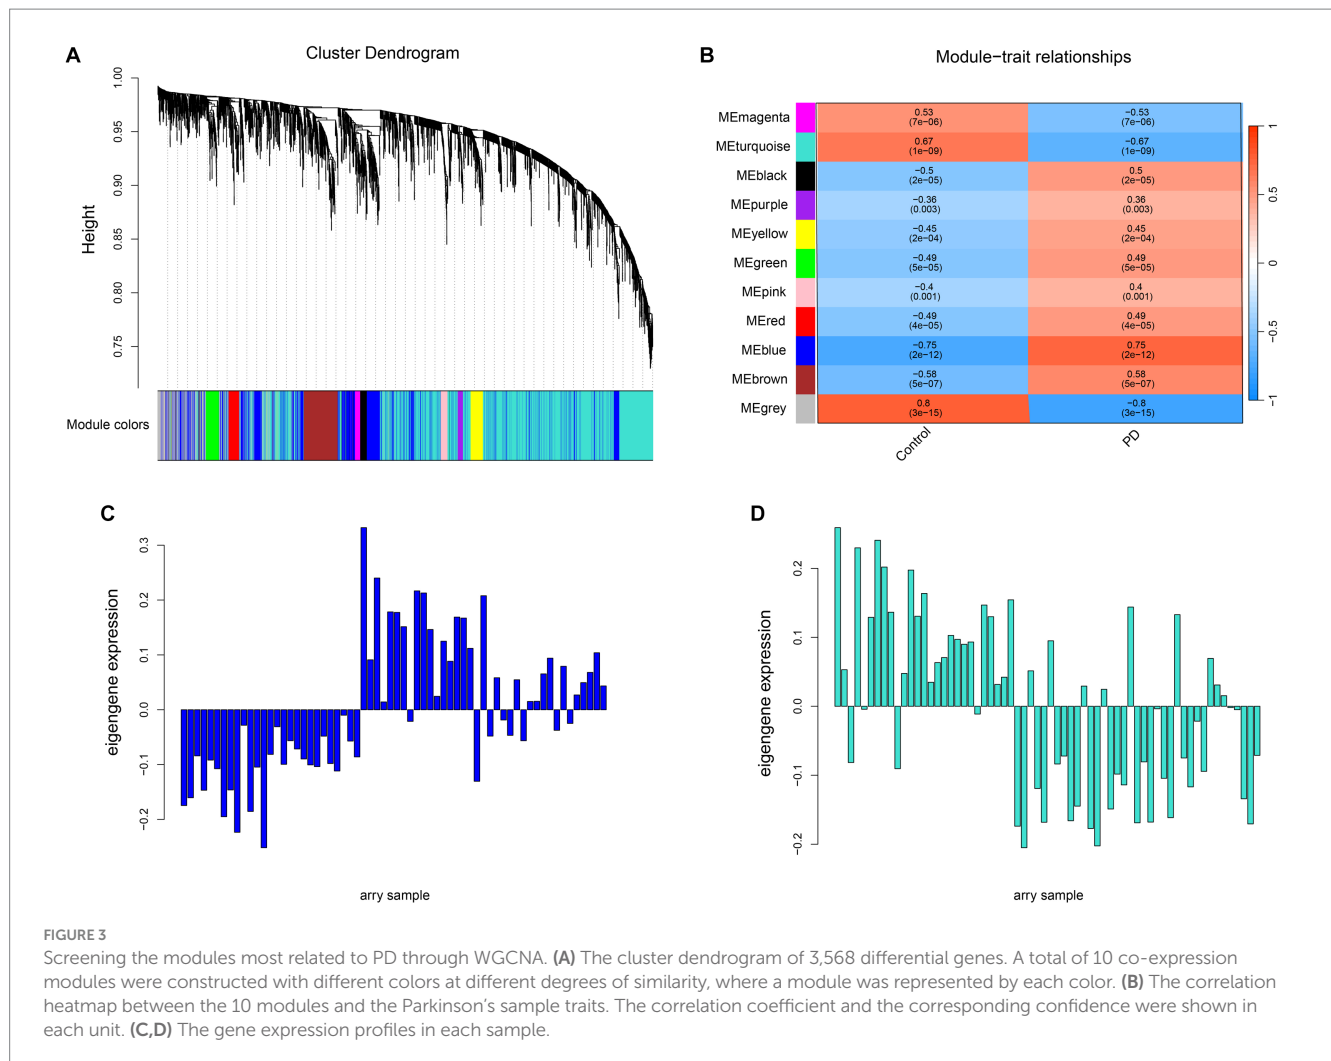 A
Cluster Dendrogram
Height
1.00
0.95
0.90
0.85
0.80
0.75
Module colors
B
Module−trait relationships
MEmagenta 0.53 (7e−06) −0.53 (7e−06)
MEturquoise 0.67 (1e−09) −0.67 (1e−09)
MEblack −0.5 (2e−05) 0.5 (2e−05)
MEpurple −0.36 (0.003) 0.36 (0.003)
MEyellow −0.45 (2e−04) 0.45 (2e−04)
MEgreen −0.49 (5e−05) 0.49 (5e−05)
MEpink −0.4 (0.001) 0.4 (0.001)
MEred −0.49 (4e−05) 0.49 (4e−05)
MEblue −0.75 (2e−12) 0.75 (2e−12)
MEbrown −0.58 (5e−07) 0.58 (5e−07)
MEgrey 0.8 (3e−15) −0.8 (3e−15)
Control PD
1
0.5
0
−0.5
−1
C
eigengene expression
0.3
0.2
0.1
0.0
−0.1
−0.2
arry sample
D
eigengene expression
0.2
0.1
0.0
−0.1
−0.2
arry sample
FIGURE 3
Screening the modules most related to PD through WGCNA. (A) The cluster dendrogram of 3,568 differential genes. A total of 10 co-expression
modules were constructed with different colors at different degrees of similarity, where a module was represented by each color. (B) The correlation
heatmap between the 10 modules and the Parkinson's sample traits. The correlation coefficient and the corresponding confidence were shown in
each unit. (C,D) The gene expression profiles in each sample.